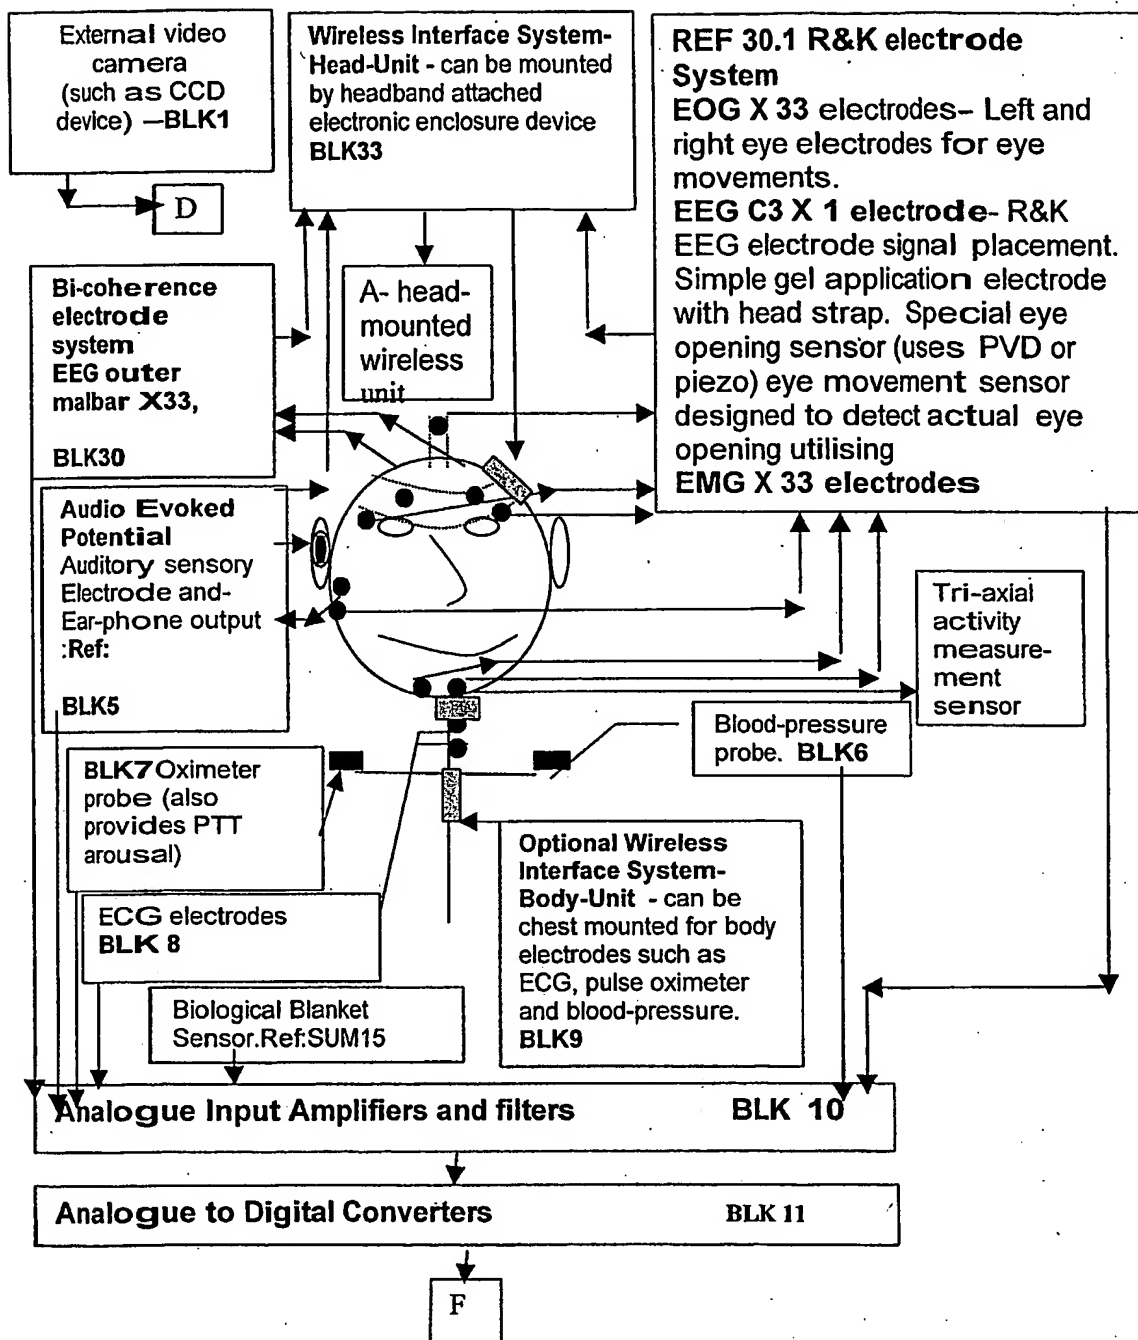 External video
camera
(such as CCD
device) –BLK1
D
Wireless Interface System-
Head-Unit - can be mounted
by headband attached
electronic enclosure device
BLK33
REF 30.1 R&K electrode
System
EOG X 33 electrodes– Left and
right eye electrodes for eye
movements.
EEG C3 X 1 electrode- R&K
EEG electrode signal placement.
Simple gel application electrode
with head strap. Special eye
opening sensor (uses PVD or
piezo) eye movement sensor
designed to detect actual eye
opening utilising
EMG X 33 electrodes
Bi-coherence
electrode
system
EEG outer
malbar X33,
BLK30
A- head-
mounted
wireless
unit
Audio Evoked
Potential
Auditory sensory
Electrode and-
Ear-phone output
:Ref:
BLK5
Tri-axial
activity
measure-
ment
sensor
Blood-pressure
probe. BLK6
BLK7 Oximeter
probe (also
provides PTT
arousal)
Optional Wireless
Interface System-
Body-Unit - can be
chest mounted for body
electrodes such as
ECG, pulse oximeter
and blood-pressure.
BLK9
ECG electrodes
BLK 8
Biological Blanket
Sensor.Ref:SUM15
Analogue Input Amplifiers and filters BLK 10
Analogue to Digital Converters BLK 11
F